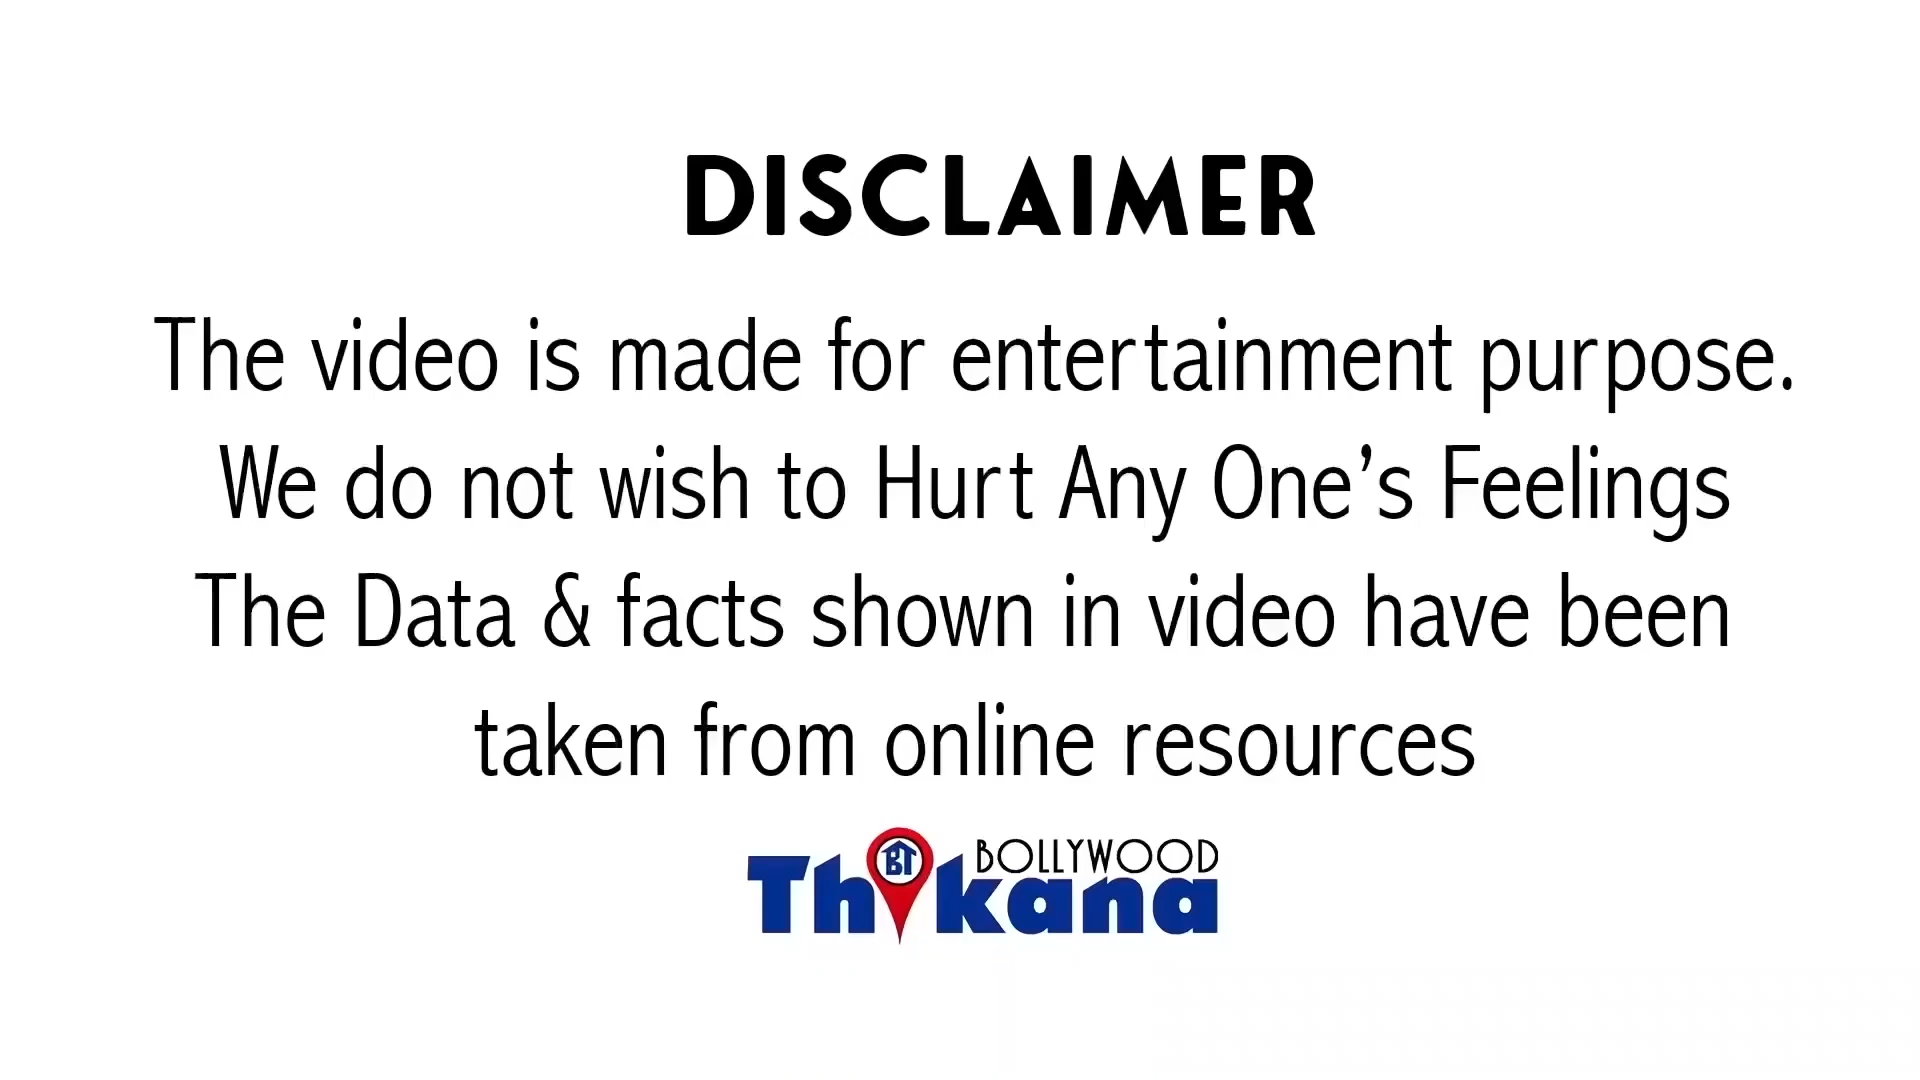 DISCLAIMER
The video is made for entertainment purpose.
We do not wish to Hurt Any One’s Feelings
The Data & facts shown in video have been
taken from online resources
BT
BOLLYWOOD
Thikana